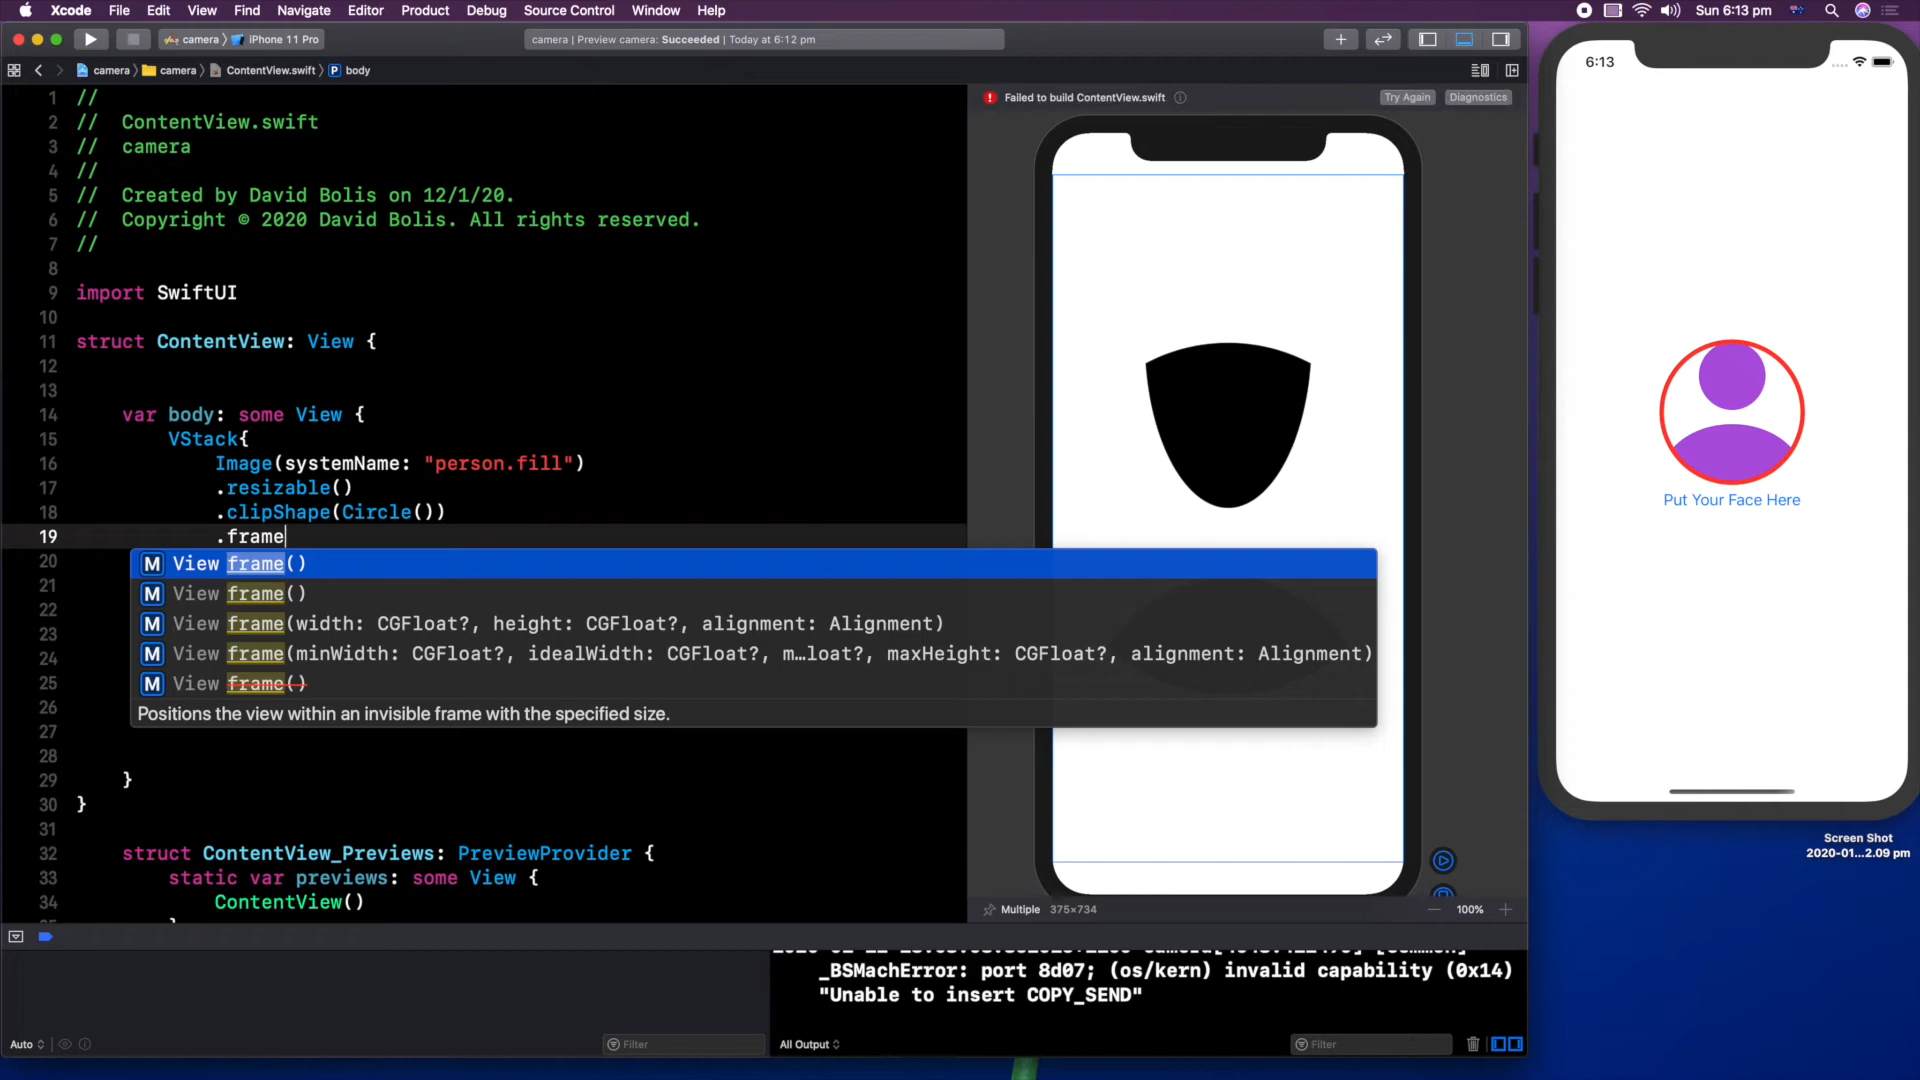 Xcode File Edit View Find Navigate Editor Product Debug Source Control Window Help Sun 6:13 pm
camera iPhone 11 Pro camera | Preview camera: Succeeded | Today at 6:12 pm
camera camera ContentView.swift body
Failed to build ContentView.swift Try Again Diagnostics
1 //
2 // ContentView.swift
3 // camera
4 //
5 // Created by David Bolis on 12/1/20.
6 // Copyright © 2020 David Bolis. All rights reserved.
7 //
8
9 import SwiftUI
10
11 struct ContentView: View {
12
13
14 var body: some View {
15 VStack{
16 Image(systemName: "person.fill")
17 .resizable()
18 .clipShape(Circle())
19 .frame
20
21
22
23
24
25
26
27
28
29 }
30 }
31
32 struct ContentView_Previews: PreviewProvider {
33 static var previews: some View {
34 ContentView()
M View frame()
M View frame()
M View frame(width: CGFloat?, height: CGFloat?, alignment: Alignment)
M View frame(minWidth: CGFloat?, idealWidth: CGFloat?, m…loat?, maxHeight: CGFloat?, alignment: Alignment)
M View frame()
Positions the view within an invisible frame with the specified size.
Multiple 375×734 100%
_BSMachError: port 8d07; (os/kern) invalid capability (0x14)
"Unable to insert COPY_SEND"
Auto Filter All Output Filter
6:13
Put Your Face Here
Screen Shot
2020-01...2.09 pm